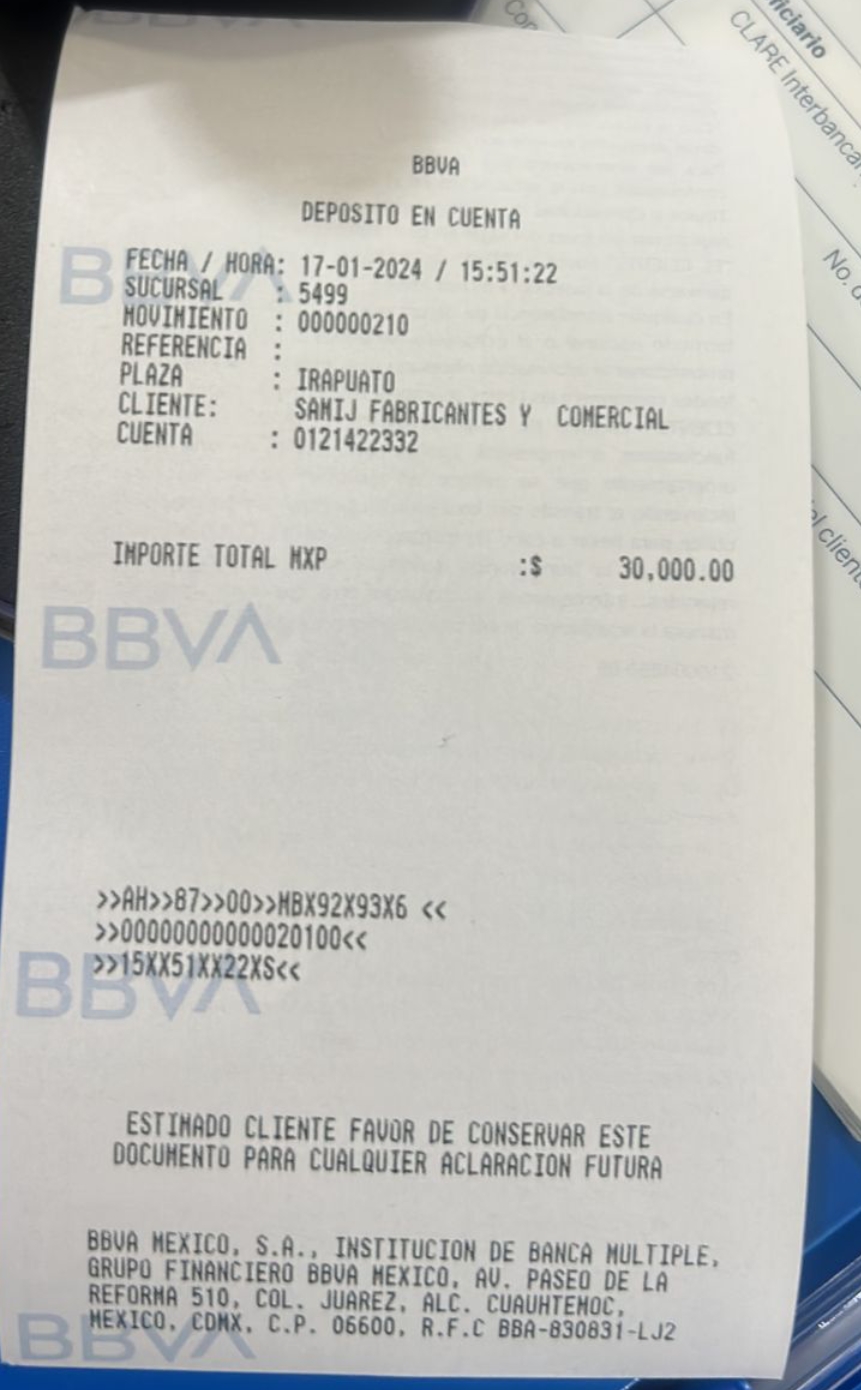 BBVA
DEPOSITO EN CUENTA
FECHA / HORA: 17-01-2024 / 15:51:22
SUCURSAL : 5499
MOVIMIENTO : 000000210
REFERENCIA :
PLAZA : IRAPUATO
CLIENTE: SAMIJ FABRICANTES Y COMERCIAL
CUENTA : 0121422332
IMPORTE TOTAL MXP :$ 30,000.00
BBVA
>>AH>>87>>00>>MBX92X93X6 <<
>>00000000000020100<<
>>15XX51XX22XS<<
BBVA
ESTIMADO CLIENTE FAVOR DE CONSERVAR ESTE
DOCUMENTO PARA CUALQUIER ACLARACION FUTURA
BBVA MEXICO, S.A., INSTITUCION DE BANCA MULTIPLE,
GRUPO FINANCIERO BBVA MEXICO, AV. PASEO DE LA
REFORMA 510, COL. JUAREZ, ALC. CUAUHTEMOC,
MEXICO, CDMX, C.P. 06600, R.F.C BBA-830831-LJ2
BBVA
CLABE
No.
cliente